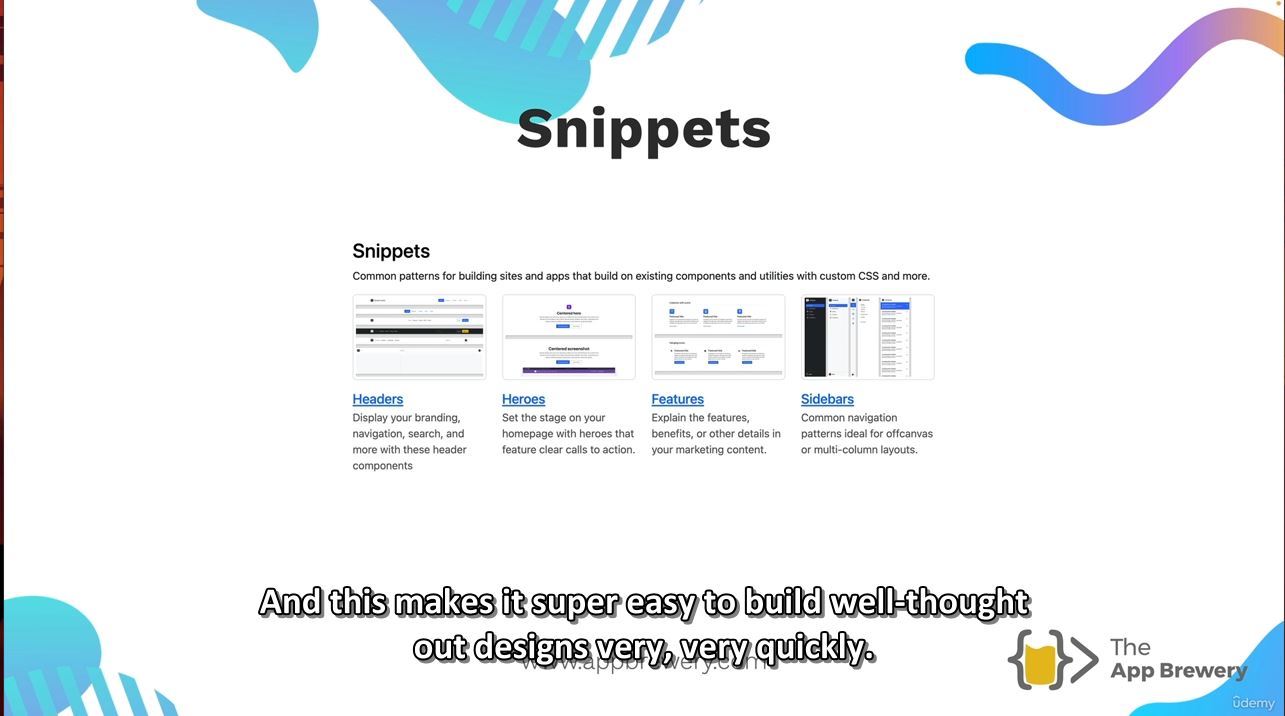 Snippets
Snippets
Common patterns for building sites and apps that build on existing components and utilities with custom CSS and more.
Centered hero
Centered screenshot
Headers
Display your branding,
navigation, search, and
more with these header
components
Heroes
Set the stage on your
homepage with heroes that
feature clear calls to action.
Features
Explain the features,
benefits, or other details in
your marketing content.
Sidebars
Common navigation
patterns ideal for offcanvas
or multi-column layouts.
And this makes it super easy to build well-thought
out designs very, very quickly.
www.appbrewery.com
The
App Brewery
ûdemy